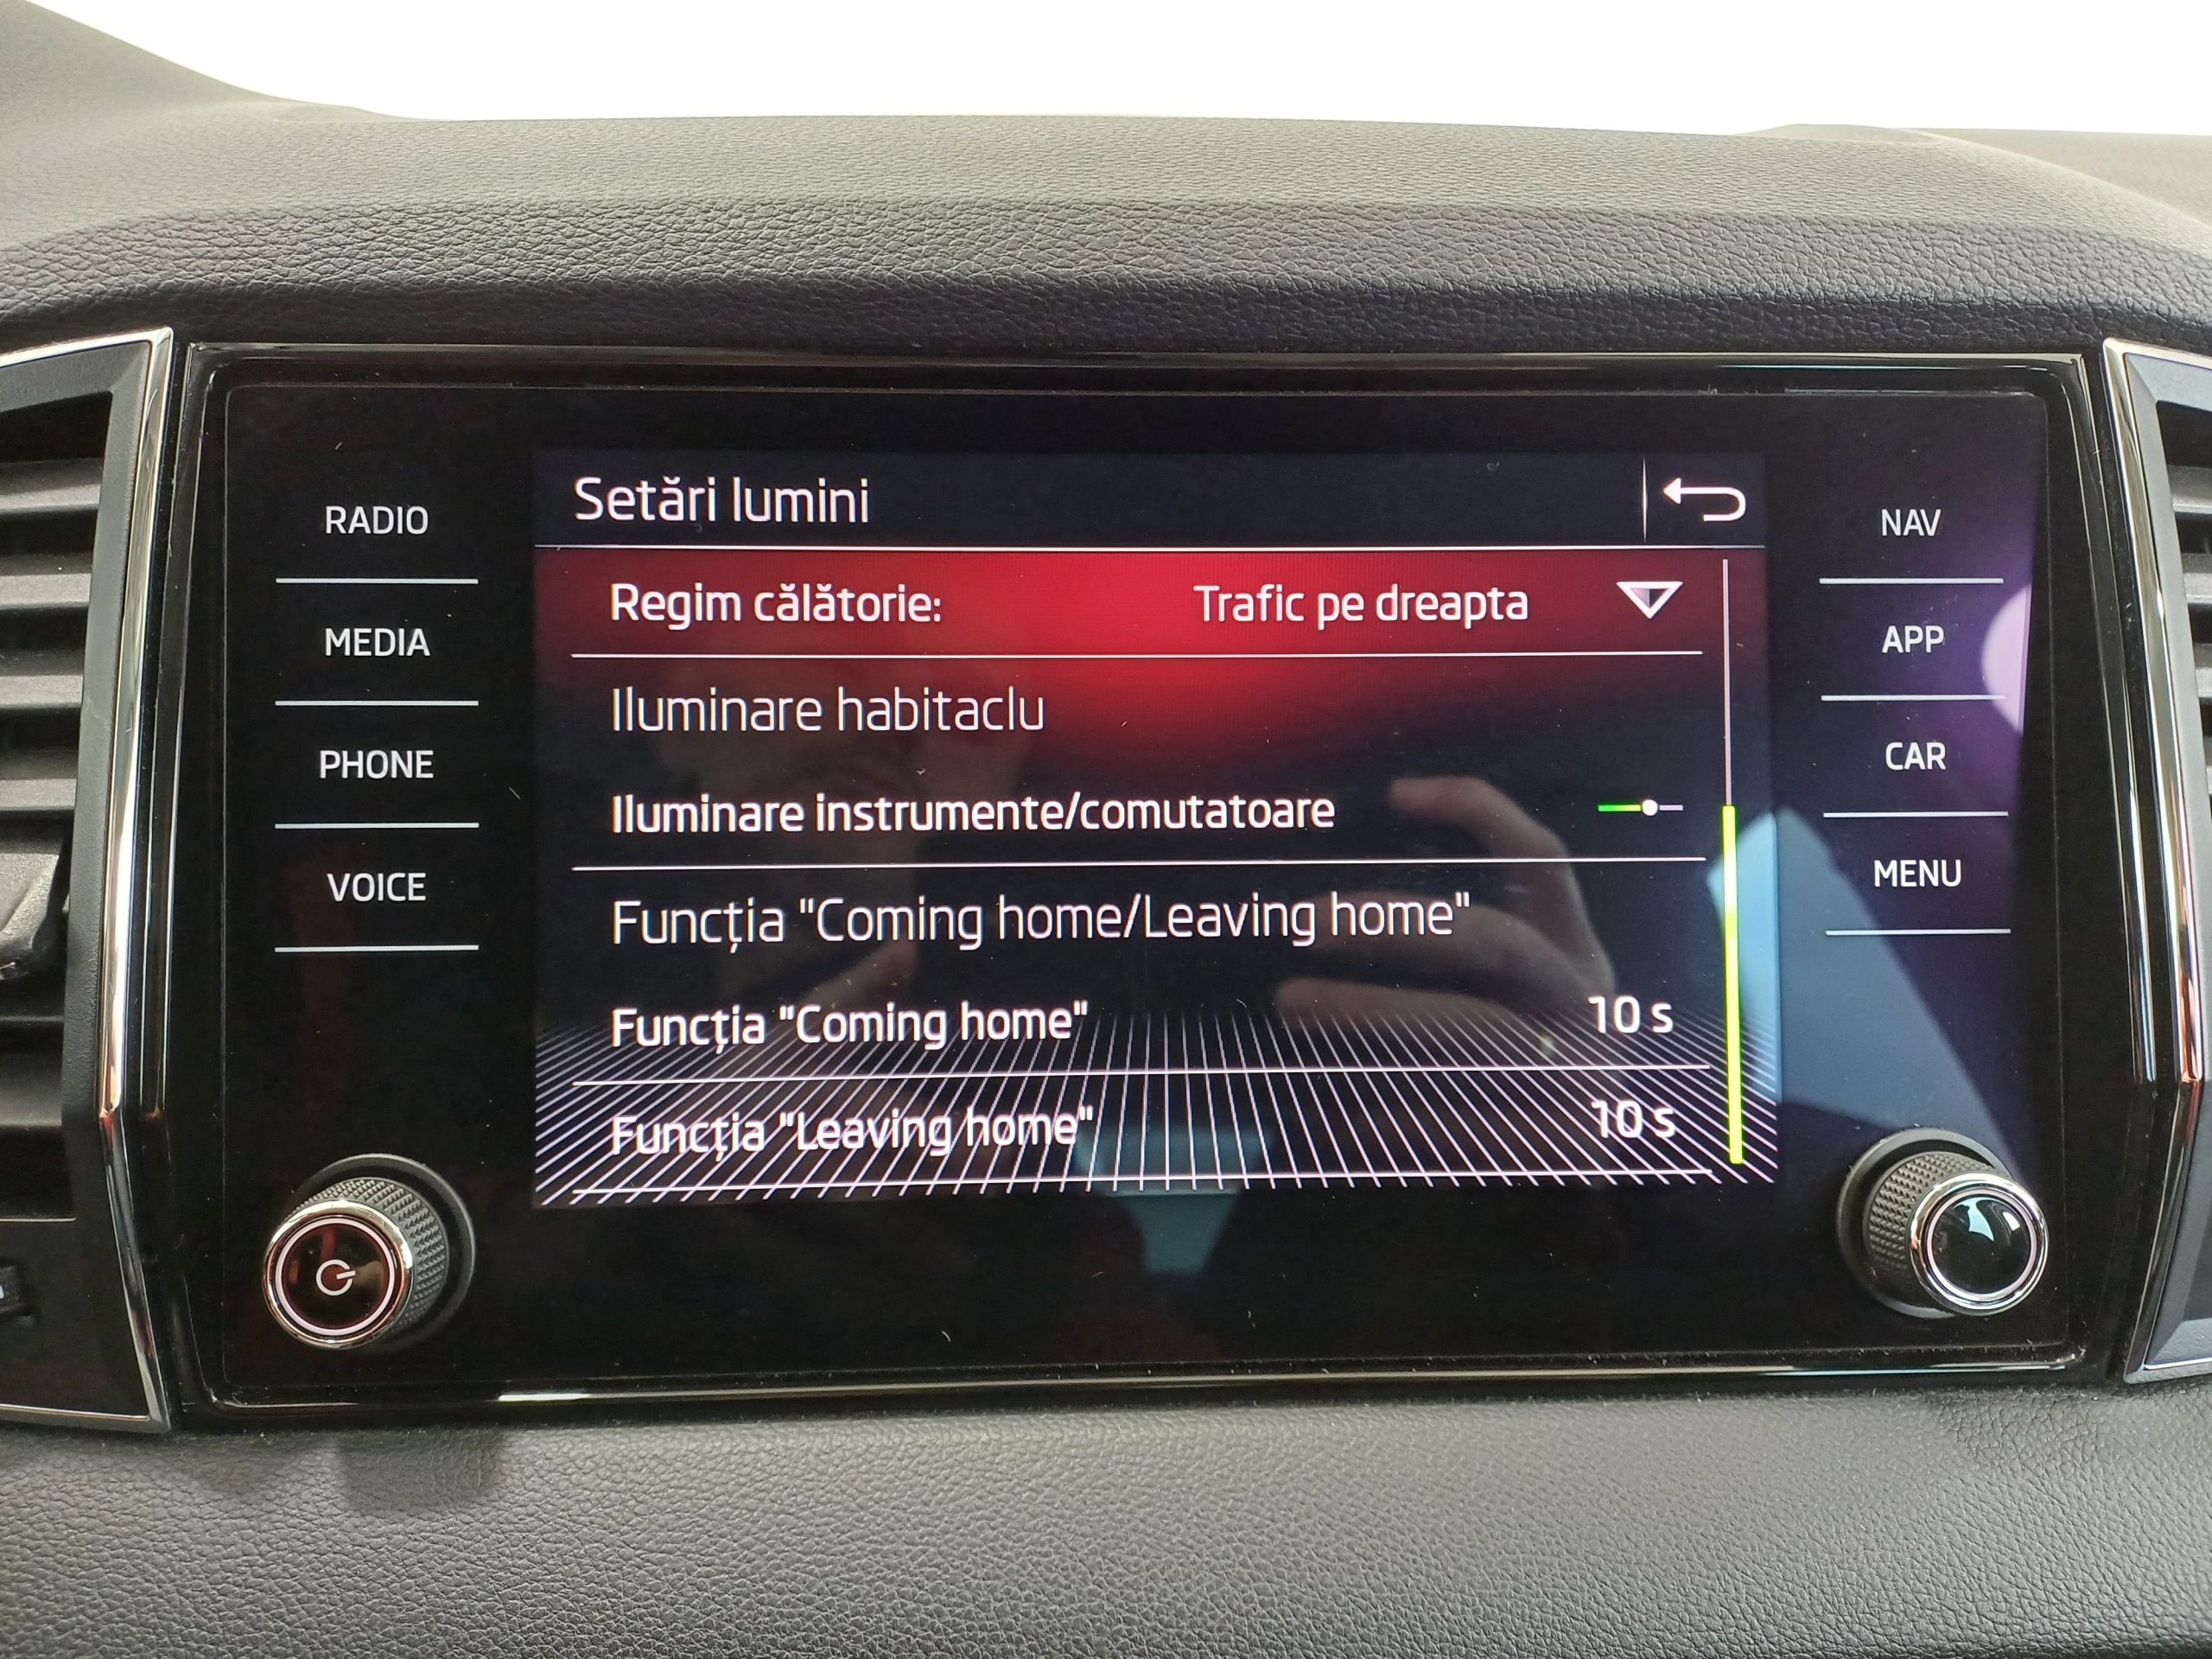 RADIO
MEDIA
PHONE
VOICE
Setări lumini
Regim călătorie: Trafic pe dreapta
Iluminare habitaclu
Iluminare instrumente/comutatoare
Funcția "Coming home/Leaving home"
Funcția "Coming home" 10 s
Funcția "Leaving home" 10 s
NAV
APP
CAR
MENU